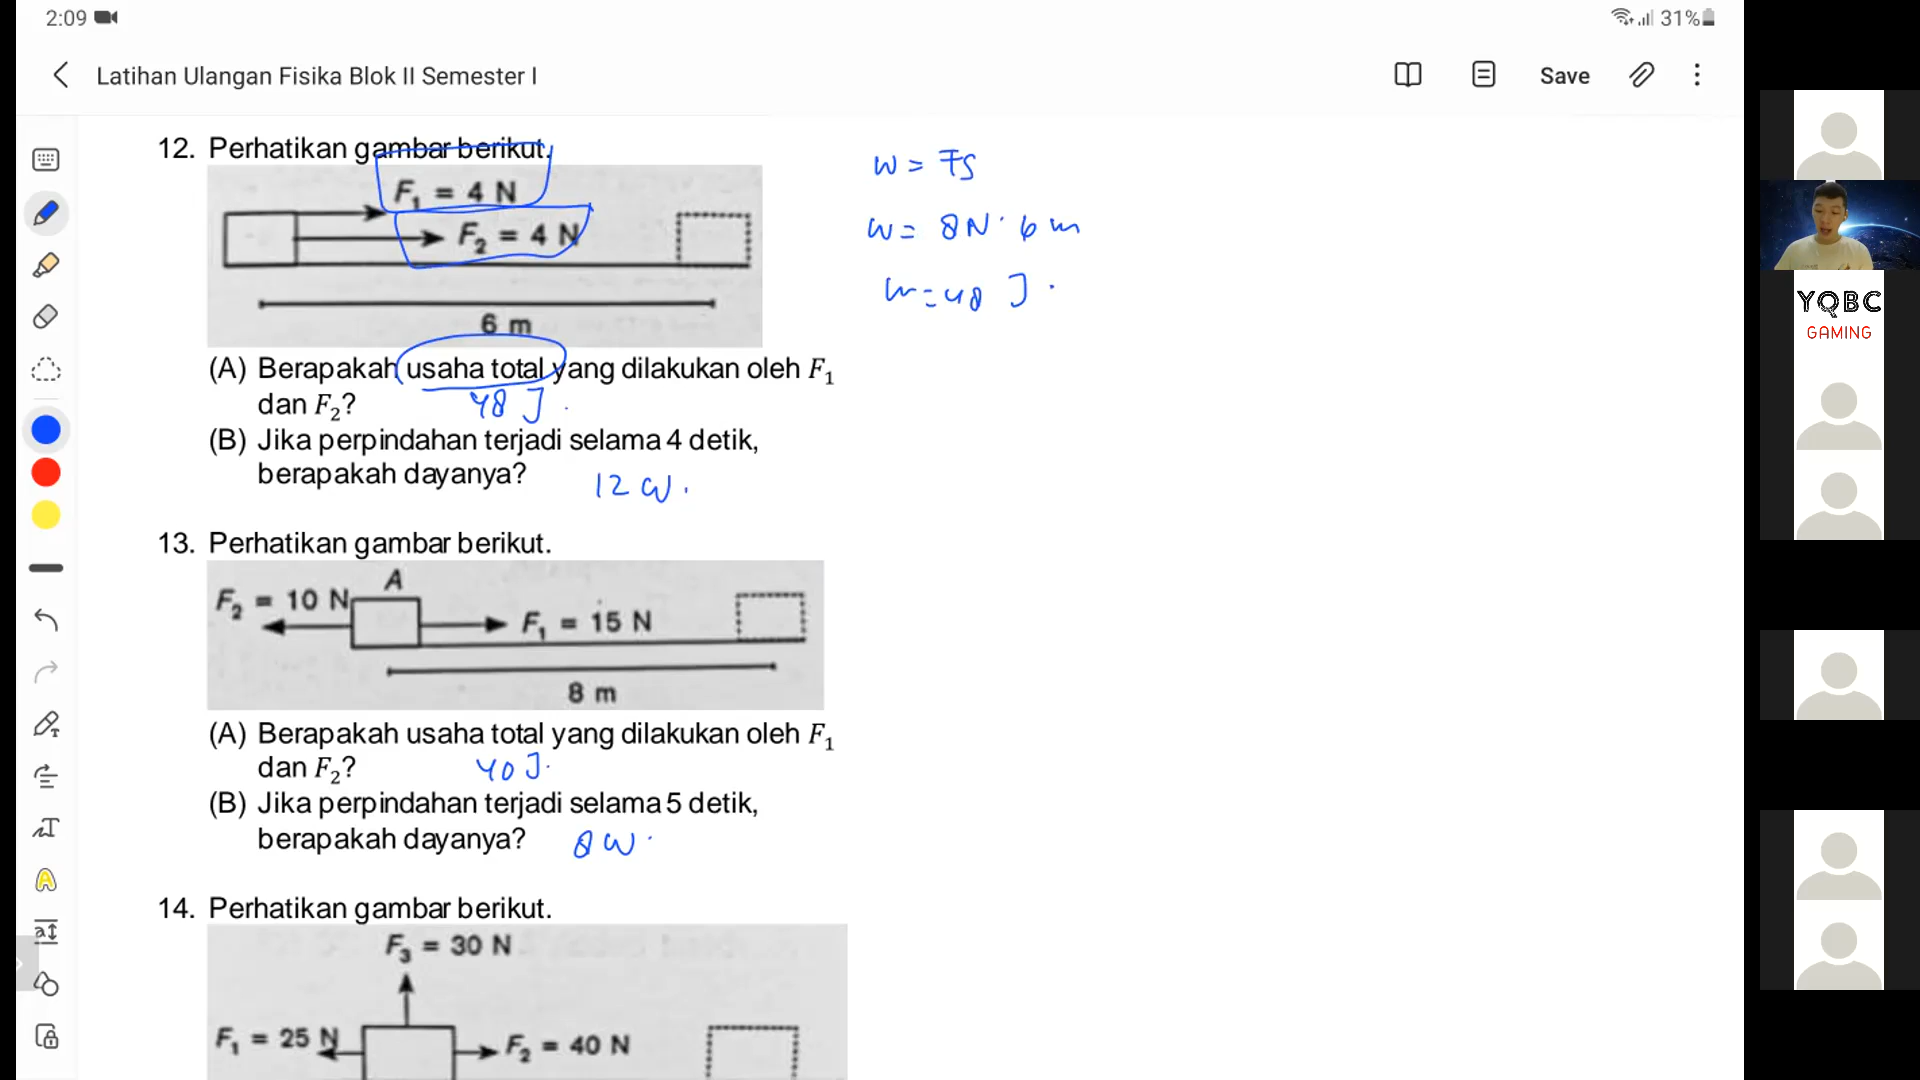 2:09
31%
Latihan Ulangan Fisika Blok II Semester I
Save
12. Perhatikan gambar berikut.
F₁ = 4 N
F₂ = 4 N
6 m
W = FS
W = 8N · 6 m
W = 48 J.
(A) Berapakah usaha total yang dilakukan oleh F₁
dan F₂?
48 J.
(B) Jika perpindahan terjadi selama 4 detik,
berapakah dayanya?
12 W.
13. Perhatikan gambar berikut.
A
F₂ = 10 N
F₁ = 15 N
8 m
(A) Berapakah usaha total yang dilakukan oleh F₁
dan F₂?
40 J.
(B) Jika perpindahan terjadi selama 5 detik,
berapakah dayanya?
8 W.
14. Perhatikan gambar berikut.
F₃ = 30 N
F₁ = 25 N
F₂ = 40 N
YQBC
GAMING